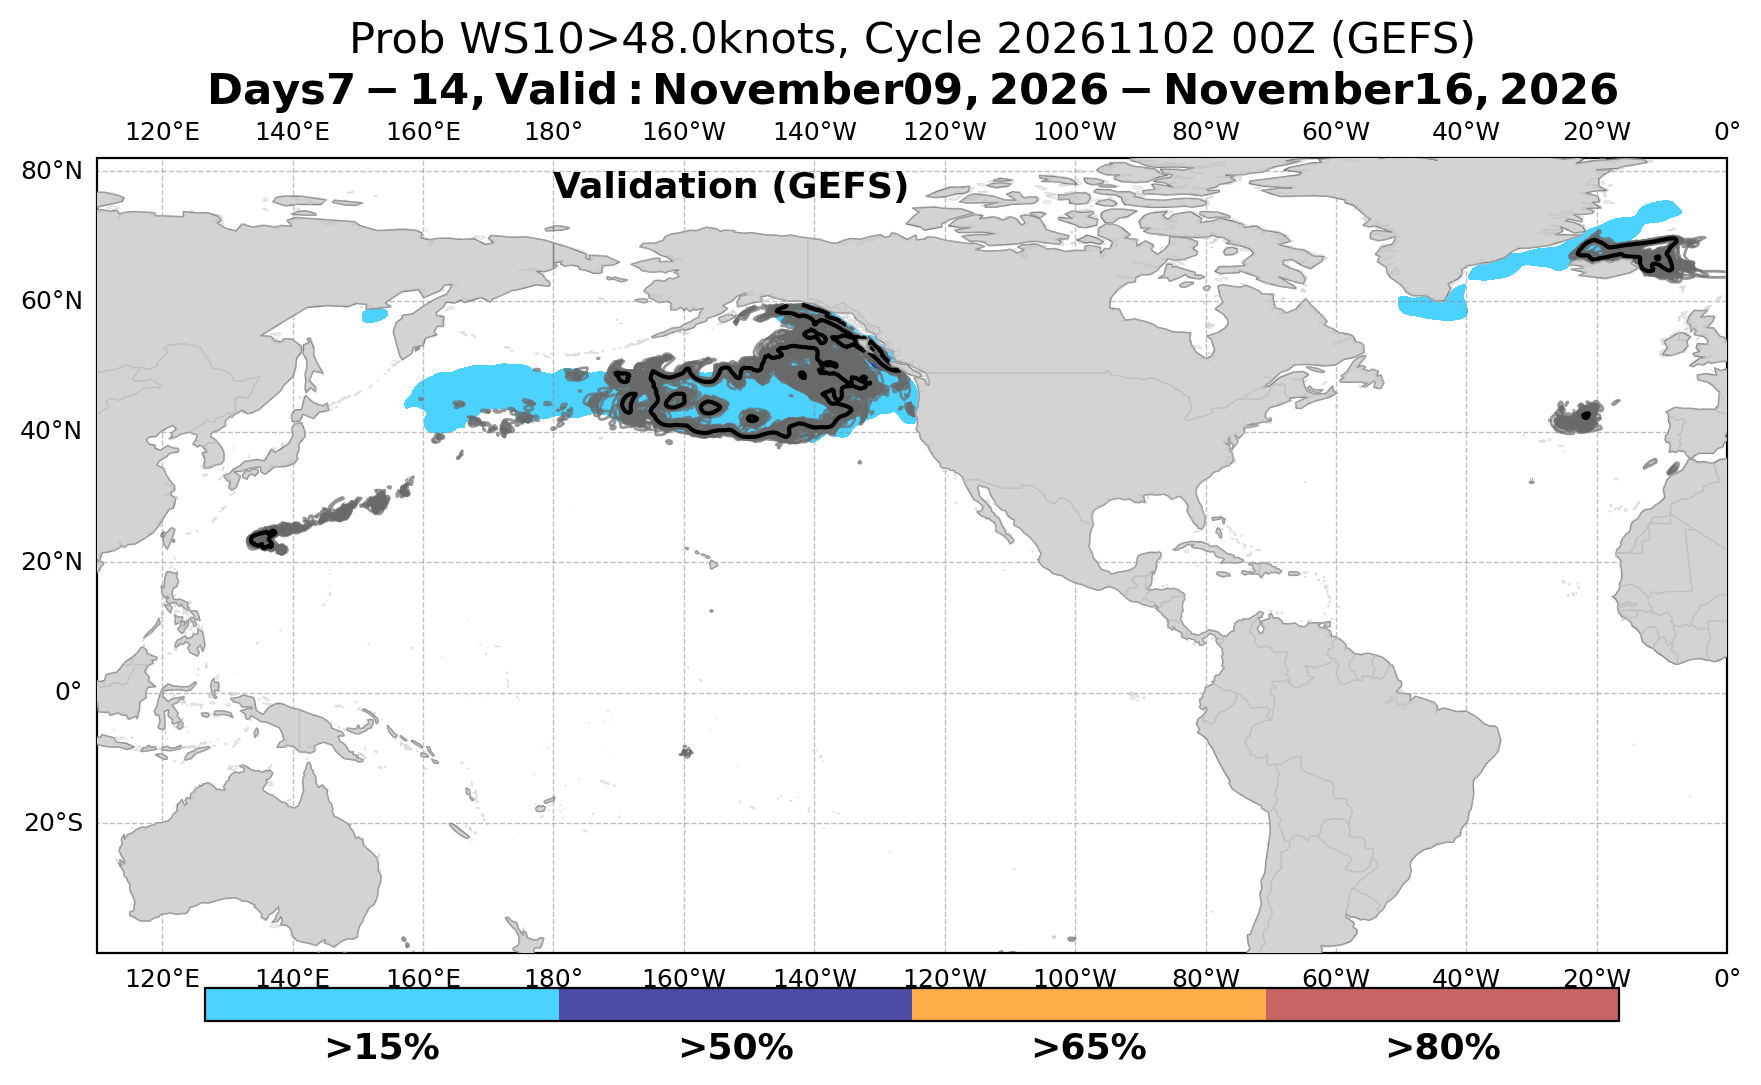 Prob WS10>48.0knots, Cycle 20261102 00Z (GEFS)
Days7 − 14, Valid : November09, 2026 − November16, 2026
120°E 140°E 160°E 180° 160°W 140°W 120°W 100°W 80°W 60°W 40°W 20°W 0°
80°N
Validation (GEFS)
60°N
40°N
20°N
0°
20°S
120°E 140°E 160°E 180° 160°W 140°W 120°W 100°W 80°W 60°W 40°W 20°W 0°
>15% >50% >65% >80%